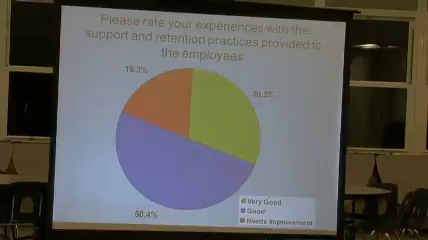 Please rate your experiences with the
support and retention practices provided to
the employees
19.3%
30.3%
50.4%
Very Good
Good
Needs Improvement